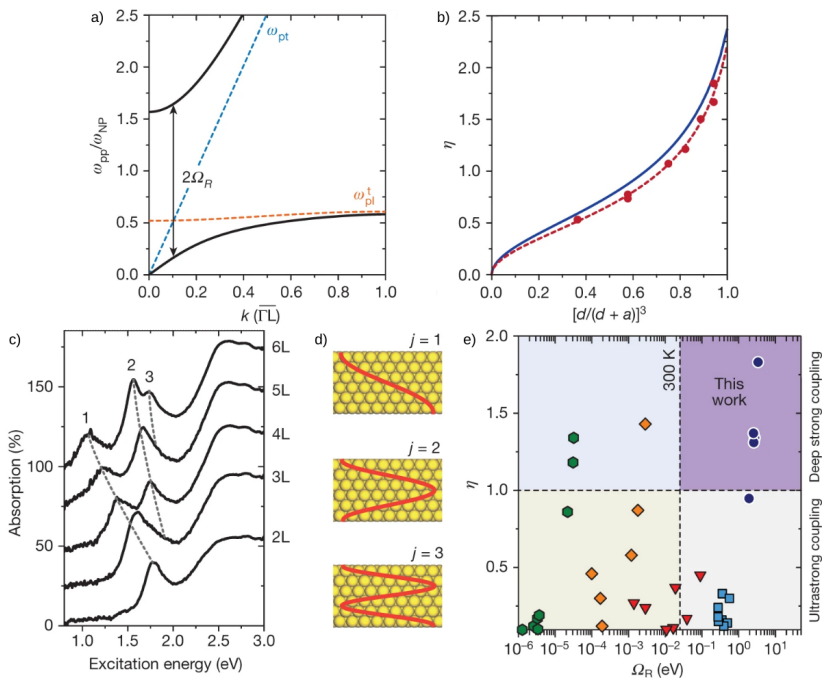 a)
2.5
2.0
1.5
1.0
0.5
0.0
ω_pp/ω_NP
ω_pt
2Ω_R
ω^t_pl
0.0 0.2 0.4 0.6 0.8 1.0
k (Γ̅L̅)
b)
2.5
2.0
1.5
1.0
0.5
0.0
η
0.0 0.2 0.4 0.6 0.8 1.0
[d/(d + a)]³
c)
150
100
50
0
Absorption (%)
1
2
3
6L
5L
4L
3L
2L
1.0 1.5 2.0 2.5 3.0
Excitation energy (eV)
d)
j = 1
j = 2
j = 3
e)
2.0
1.5
1.0
0.5
0.1
η
300 K
This
work
Deep strong coupling
Ultrastrong coupling
10⁻⁶ 10⁻⁵ 10⁻⁴ 10⁻³ 10⁻² 10⁻¹ 10⁰ 10¹
Ω_R (eV)